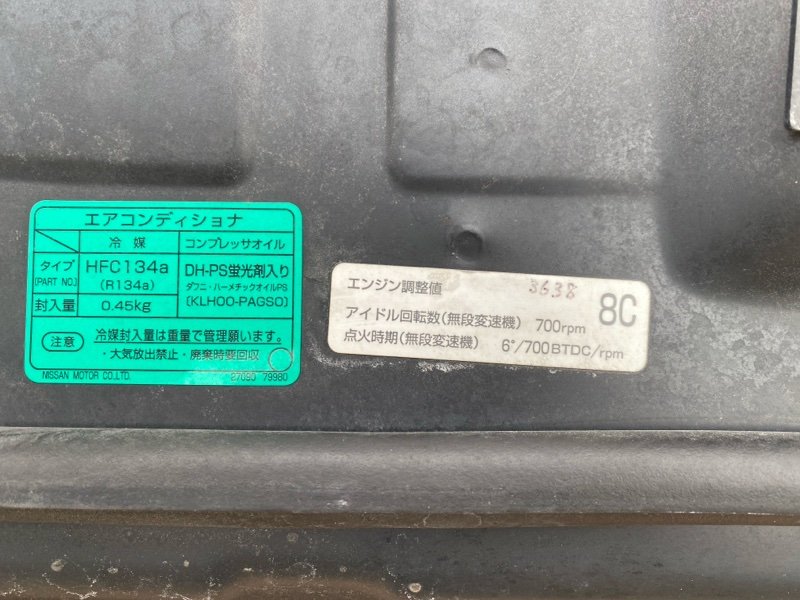 エアコンディショナ
冷媒 コンプレッサオイル
タイプ HFC134a DH-PS蛍光剤入り
(PART NO.) (R134a) ダフニ・ハーメチックオイルPS
封入量 0.45kg (KLH00-PAGS0)
注意 冷媒封入量は重量で管理願います。
・大気放出禁止・廃棄時要回収
NISSAN MOTOR CO.,LTD. 27090 79980
エンジン調整値 3638 8C
アイドル回転数(無段変速機) 700rpm
点火時期(無段変速機) 6°/700BTDC/rpm